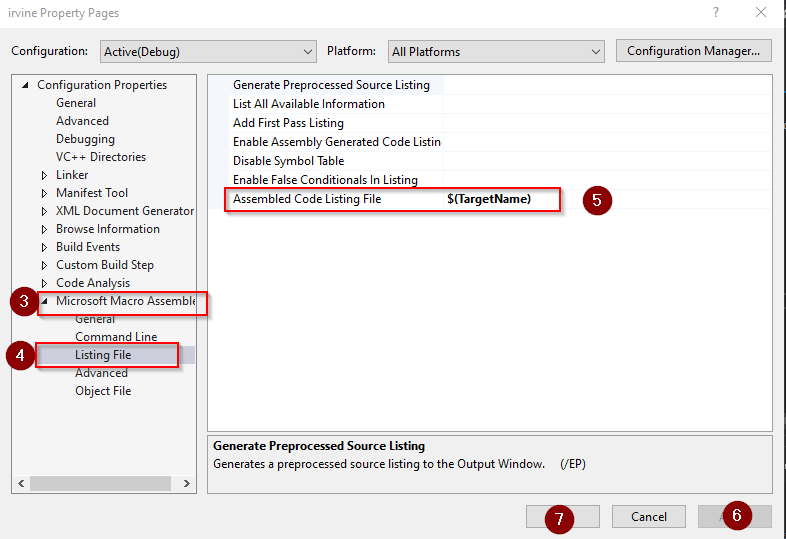 irvine Property Pages
?
Configuration: Active(Debug) Platform: All Platforms Configuration Manager...
Configuration Properties
General
Advanced
Debugging
VC++ Directories
Linker
Manifest Tool
XML Document Generator
Browse Information
Build Events
Custom Build Step
Code Analysis
3 Microsoft Macro Assemble
General
Command Line
4 Listing File
Advanced
Object File
Generate Preprocessed Source Listing
List All Available Information
Add First Pass Listing
Enable Assembly Generated Code Listin
Disable Symbol Table
Enable False Conditionals In Listing
Assembled Code Listing File $(TargetName) 5
Generate Preprocessed Source Listing
Generates a preprocessed source listing to the Output Window. (/EP)
7 Cancel 6